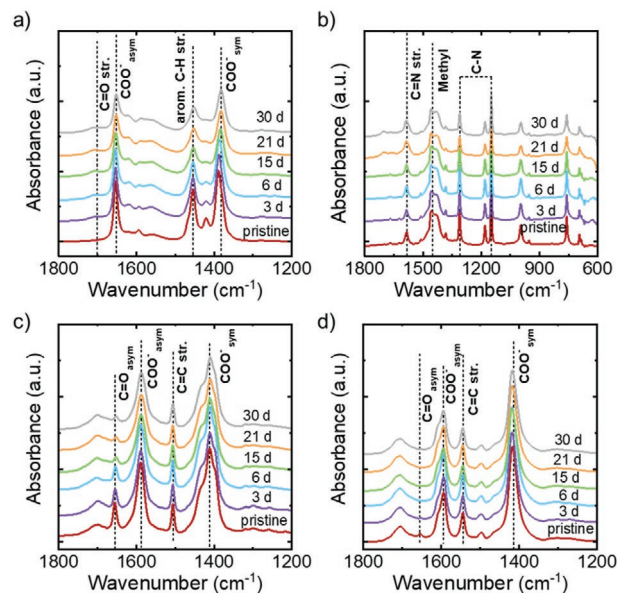 a)
Absorbance (a.u.)
C=O str.
COO⁻asym
arom. C-H str.
COO⁻sym
30 d
21 d
15 d
6 d
3 d
pristine
1800 1600 1400 1200
Wavenumber (cm⁻¹)
b)
Absorbance (a.u.)
C=N str.
Methyl
C-N
30 d
21 d
15 d
6 d
3 d
pristine
1800 1500 1200 900 600
Wavenumber (cm⁻¹)
c)
Absorbance (a.u.)
C=O asym
COO⁻asym
C=C str.
COO⁻sym
30 d
21 d
15 d
6 d
3 d
pristine
1800 1600 1400 1200
Wavenumber (cm⁻¹)
d)
Absorbance (a.u.)
C=O asym
COO⁻asym
C=C str.
COO⁻sym
30 d
21 d
15 d
6 d
3 d
pristine
1800 1600 1400 1200
Wavenumber (cm⁻¹)